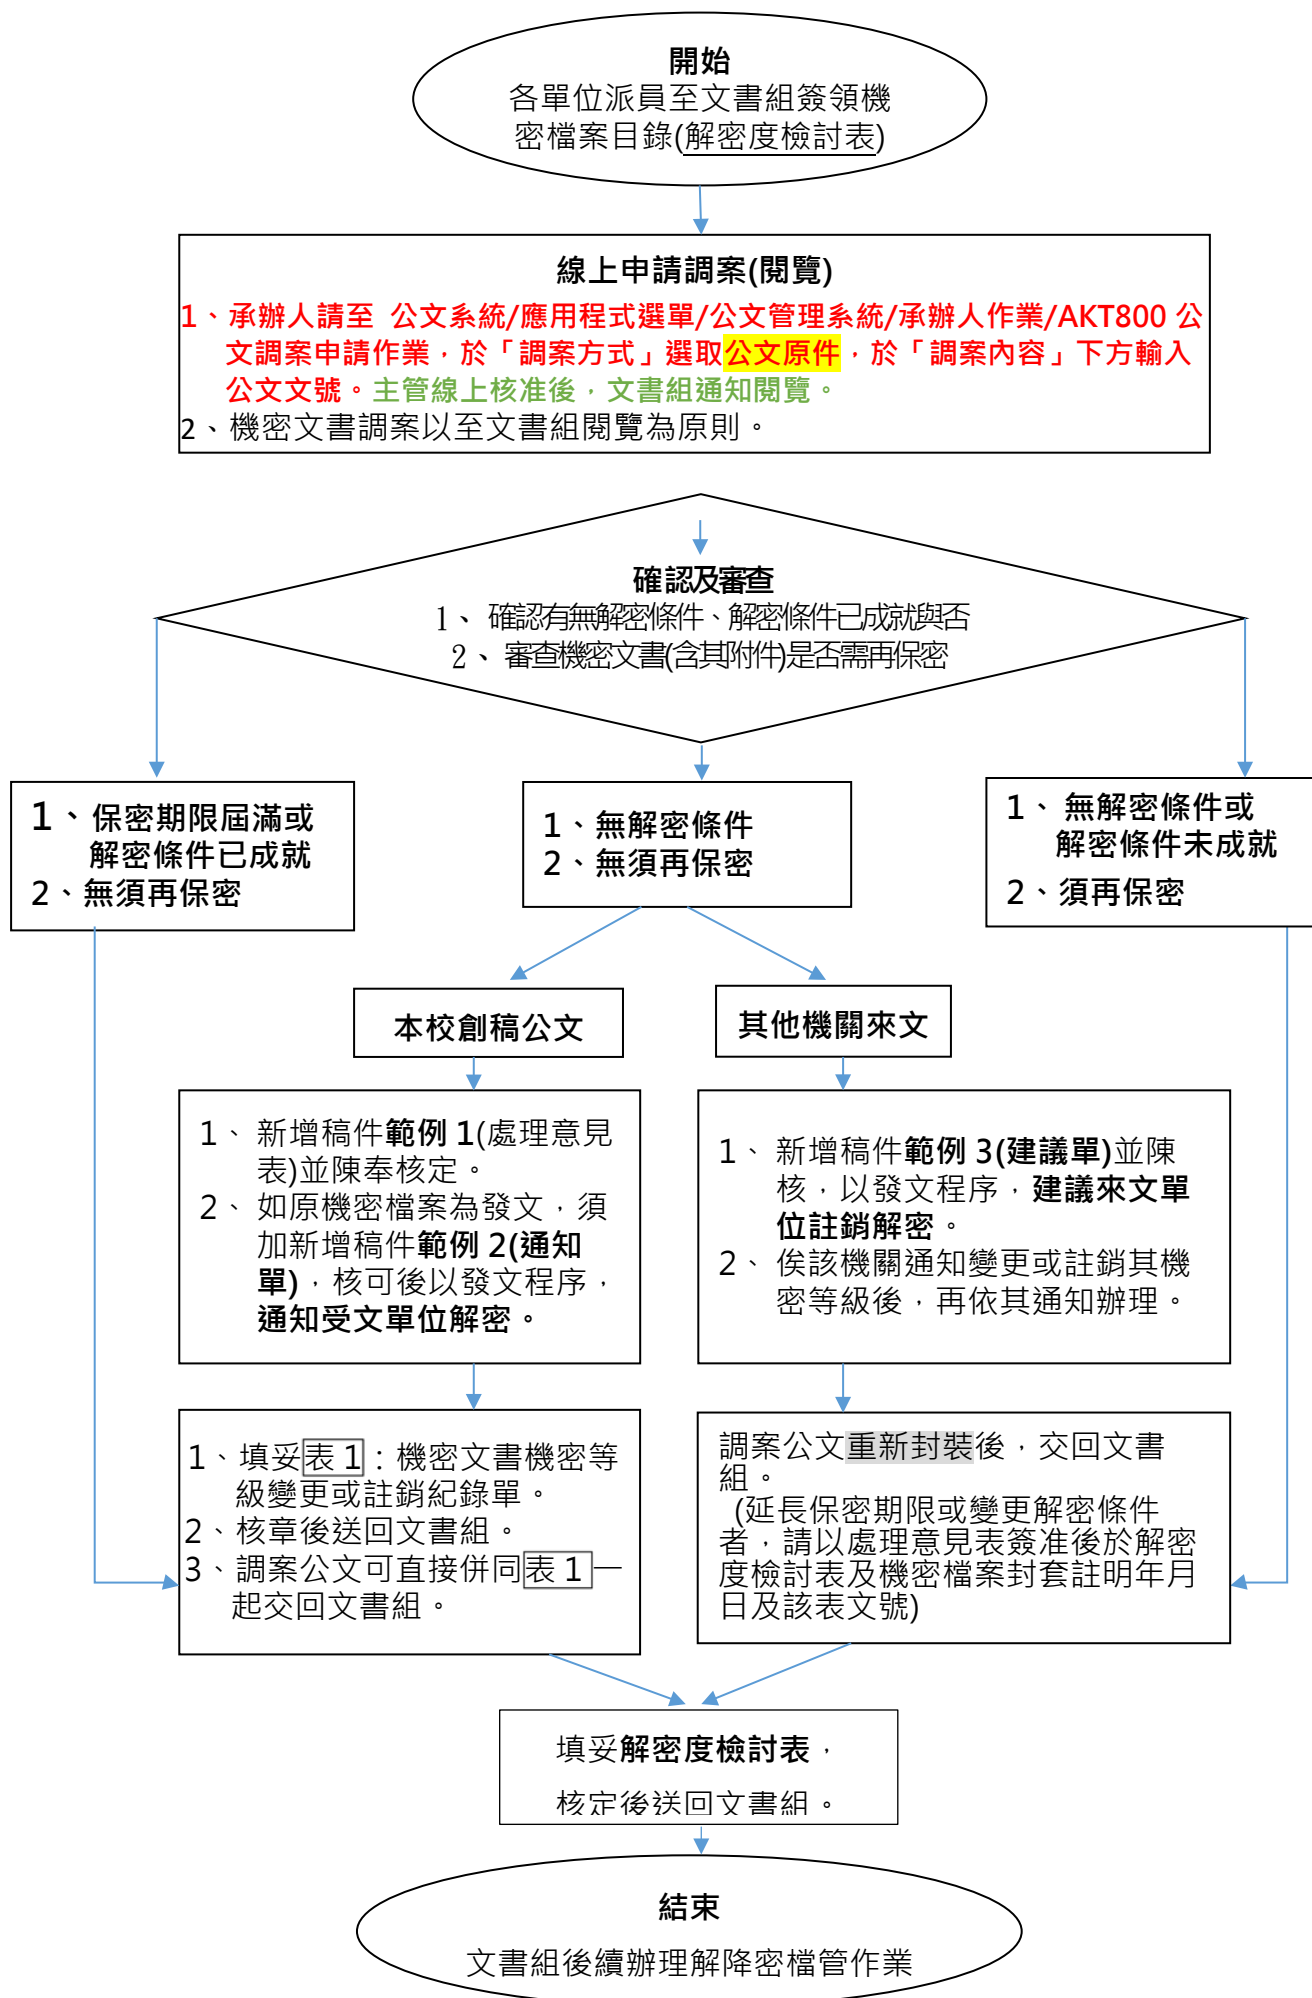 開始
各單位派員至文書組簽領機
密檔案目錄(解密度檢討表)
線上申請調案(閱覽)
1、承辦人請至 公文系統/應用程式選單/公文管理系統/承辦人作業/AKT800 公
文調案申請作業，於「調案方式」選取公文原件，於「調案內容」下方輸入
公文文號。主管線上核准後，文書組通知閱覽。
2、機密文書調案以至文書組閱覽為原則。
確認及審查
1、 確認有無解密條件、解密條件已成就與否
2、 審查機密文書(含其附件)是否需再保密
1、保密期限屆滿或
解密條件已成就
2、無須再保密
1、無解密條件
2、無須再保密
1、 無解密條件或
解密條件未成就
2、須再保密
本校創稿公文
其他機關來文
1、 新增稿件範例 1(處理意見
表)並陳奉核定。
2、 如原機密檔案為發文，須
加新增稿件範例 2(通知
單)，核可後以發文程序，
通知受文單位解密。
1、 新增稿件範例 3(建議單)並陳
核，以發文程序，建議來文單
位註銷解密。
2、 俟該機關通知變更或註銷其機
密等級後，再依其通知辦理。
1、填妥表 1：機密文書機密等
級變更或註銷紀錄單。
2、核章後送回文書組。
3、調案公文可直接併同表 1 一
起交回文書組。
調案公文重新封裝後，交回文書
組。
(延長保密期限或變更解密條件
者，請以處理意見表簽准後於解密
度檢討表及機密檔案封套註明年月
日及該表文號)
填妥解密度檢討表，
核定後送回文書組。
結束
文書組後續辦理解降密檔管作業